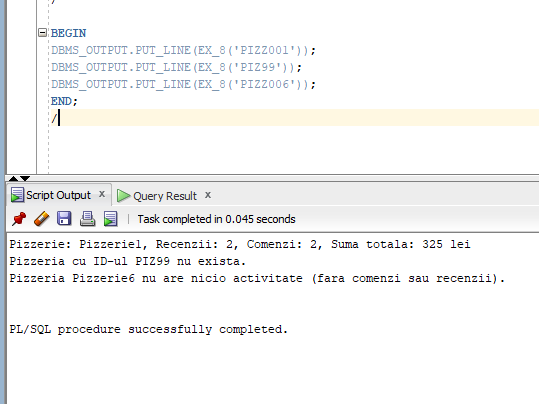 /
BEGIN
DBMS_OUTPUT.PUT_LINE(EX_8('PIZZ001'));
DBMS_OUTPUT.PUT_LINE(EX_8('PIZ99'));
DBMS_OUTPUT.PUT_LINE(EX_8('PIZZ006'));
END;
/
Script Output x Query Result x
Task completed in 0.045 seconds
Pizzerie: Pizzerie1, Recenzii: 2, Comenzi: 2, Suma totala: 325 lei
Pizzeria cu ID-ul PIZ99 nu exista.
Pizzeria Pizzerie6 nu are nicio activitate (fara comenzi sau recenzii).
PL/SQL procedure successfully completed.